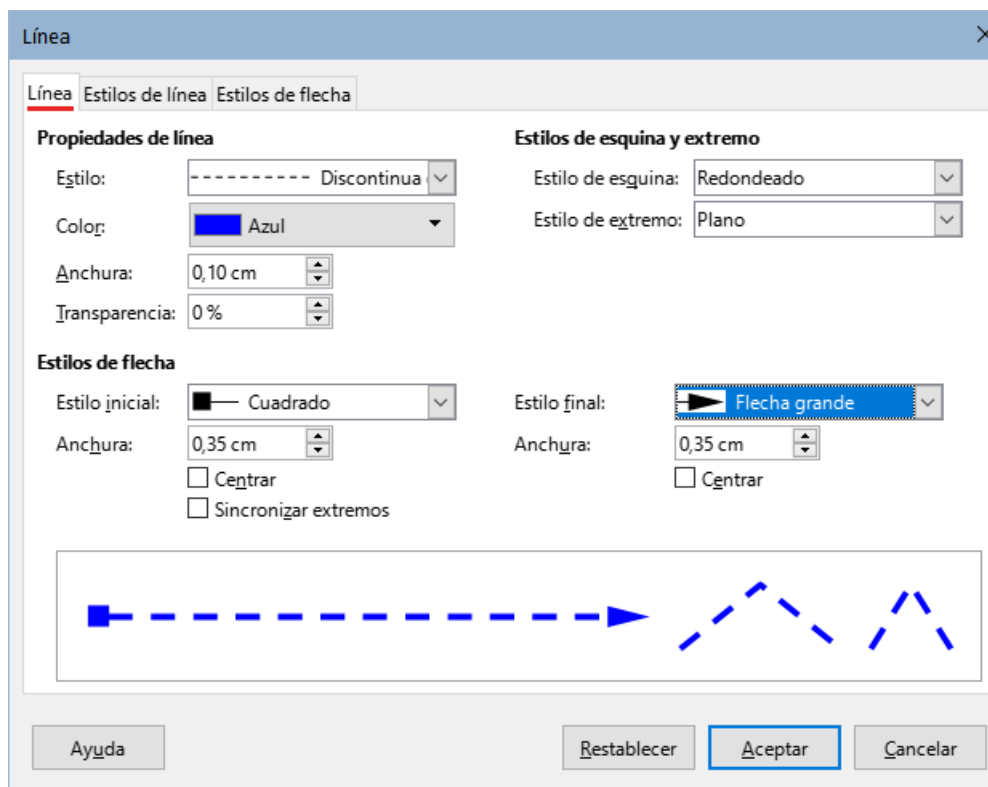 Línea
Línea Estilos de línea Estilos de flecha
Propiedades de línea
Estilo: Discontinua
Color: Azul
Anchura: 0,10 cm
Transparencia: 0 %
Estilos de esquina y extremo
Estilo de esquina: Redondeado
Estilo de extremo: Plano
Estilos de flecha
Estilo inicial: Cuadrado
Anchura: 0,35 cm
Centrar
Sincronizar extremos
Estilo final: Flecha grande
Anchura: 0,35 cm
Centrar
Ayuda Restablecer Aceptar Cancelar